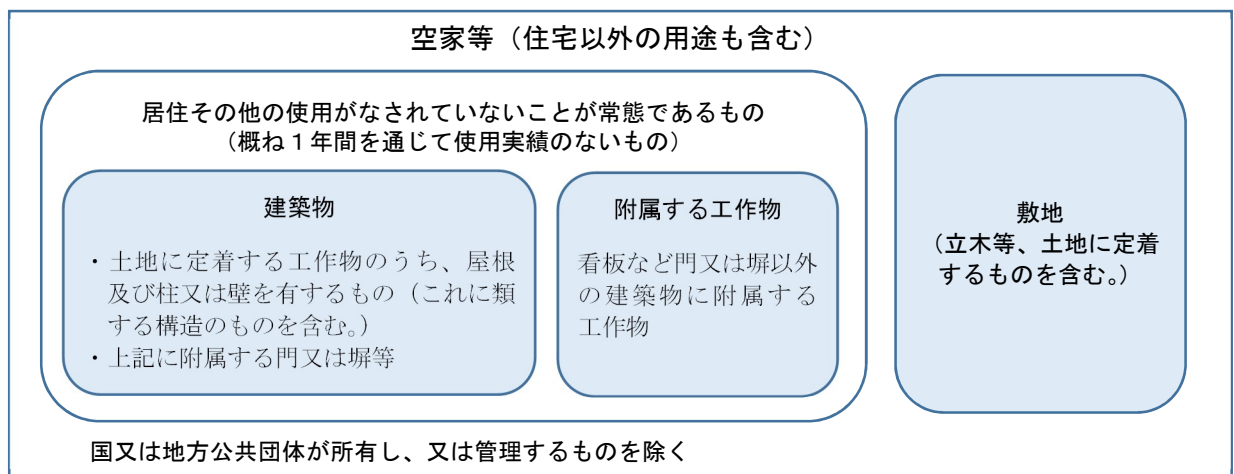 空家等（住宅以外の用途も含む）
居住その他の使用がなされていないことが常態であるもの
（概ね１年間を通じて使用実績のないもの）
建築物
・土地に定着する工作物のうち、屋根
及び柱又は壁を有するもの（これに類
する構造のものを含む。）
・上記に附属する門又は塀等
附属する工作物
看板など門又は塀以外
の建築物に附属する
工作物
敷地
（立木等、土地に定着
するものを含む。）
国又は地方公共団体が所有し、又は管理するものを除く